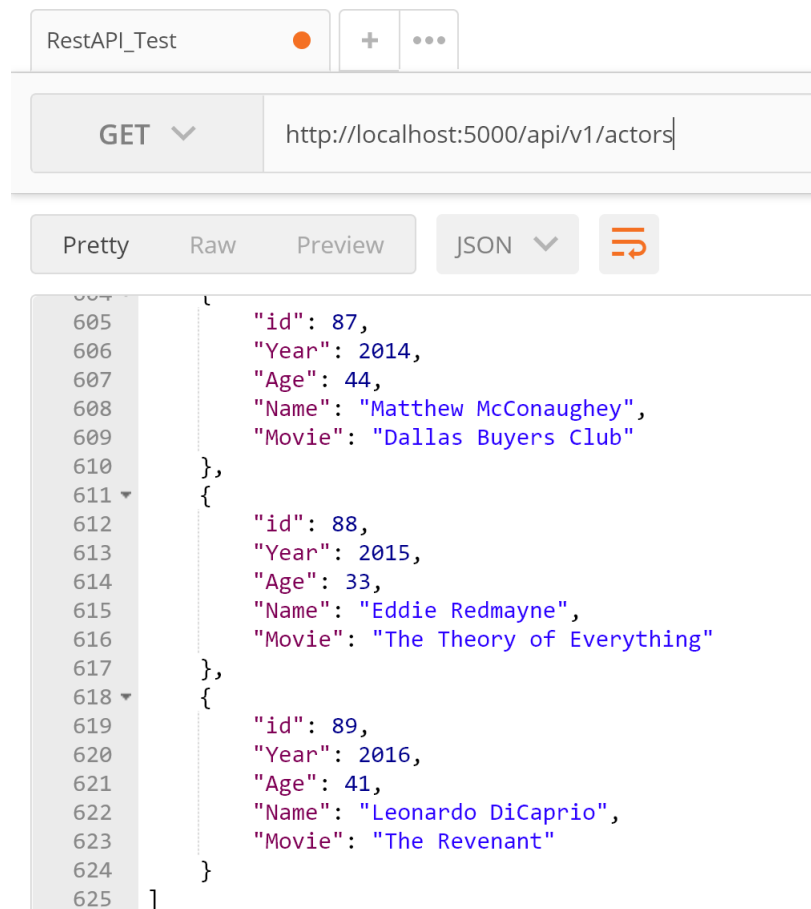 RestAPI_Test
GET http://localhost:5000/api/v1/actors
Pretty Raw Preview JSON
604 {
605 "id": 87,
606 "Year": 2014,
607 "Age": 44,
608 "Name": "Matthew McConaughey",
609 "Movie": "Dallas Buyers Club"
610 },
611 {
612 "id": 88,
613 "Year": 2015,
614 "Age": 33,
615 "Name": "Eddie Redmayne",
616 "Movie": "The Theory of Everything"
617 },
618 {
619 "id": 89,
620 "Year": 2016,
621 "Age": 41,
622 "Name": "Leonardo DiCaprio",
623 "Movie": "The Revenant"
624 }
625 ]